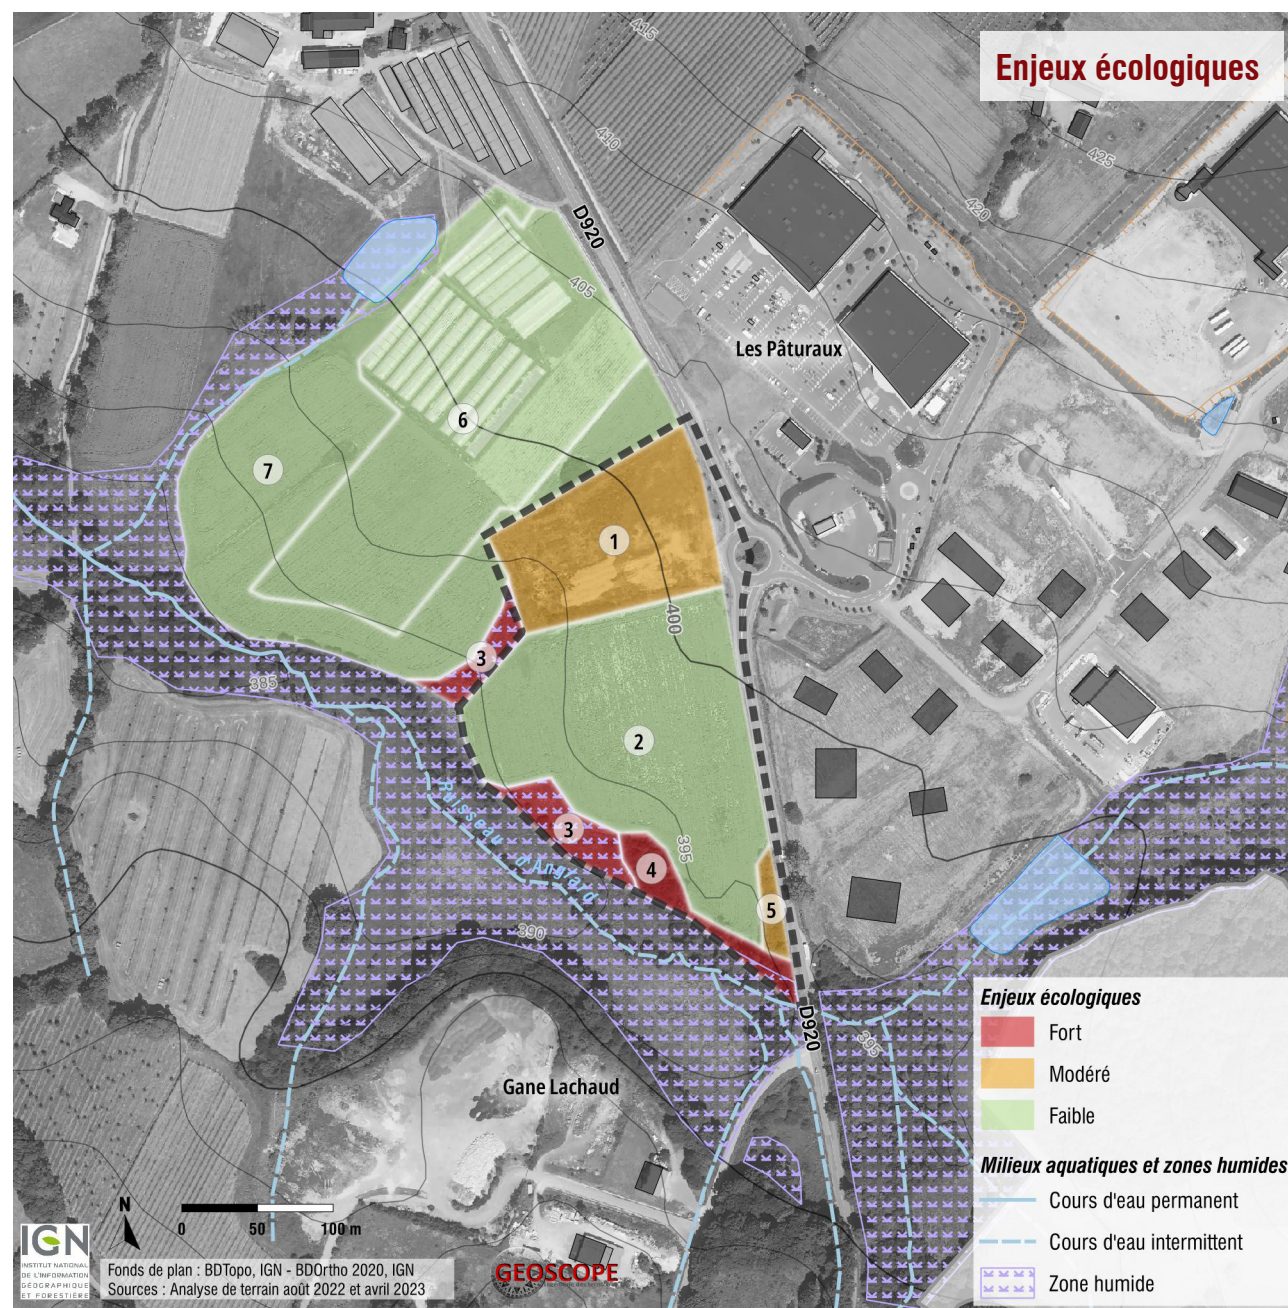 Enjeux écologiques
415
410
425
420
D920
405
Les Pâturaux
6
7
1
400
3
385
2
Ruisseau d'Anglard
3
395
4
5
390
D920
395
Gane Lachaud
Enjeux écologiques
Fort
Modéré
Faible
Milieux aquatiques et zones humides
Cours d'eau permanent
Cours d'eau intermittent
Zone humide
N
0 50 100 m
IGN
INSTITUT NATIONAL
DE L'INFORMATION
GÉOGRAPHIQUE
ET FORESTIÈRE
Fonds de plan : BDTopo, IGN - BDOrtho 2020, IGN
Sources : Analyse de terrain août 2022 et avril 2023
GEOSCOPE